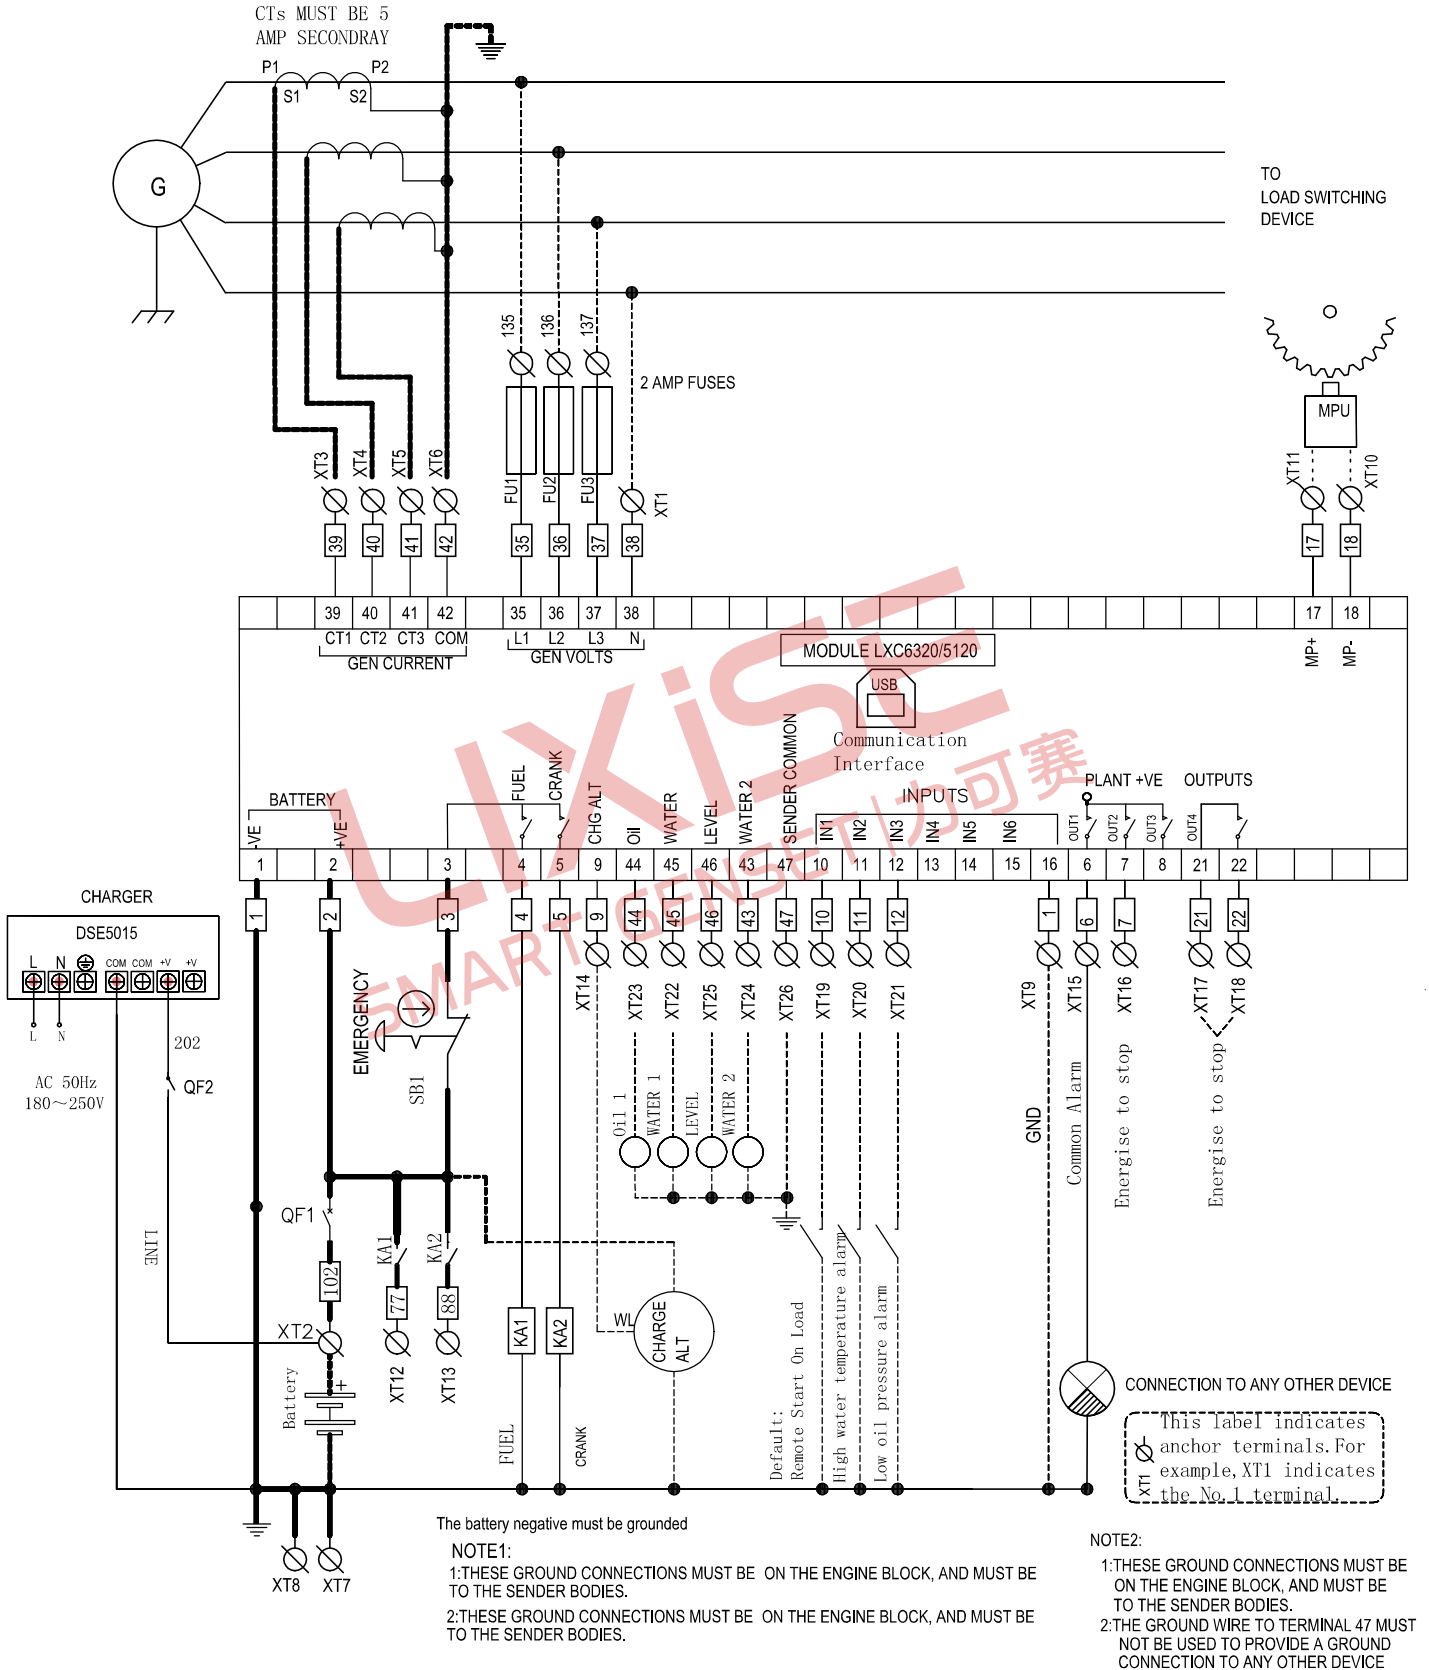 CTs MUST BE 5
AMP SECONDRAY
P1
P2
S1
S2
G
TO
LOAD SWITCHING
DEVICE
135
136
137
2 AMP FUSES
MPU
XT3
XT4
XT5
XT6
FU1
FU2
FU3
XT1
XT11
XT10
39
40
41
42
35
36
37
38
17
18
39
40
41
42
35
36
37
38
17
18
CT1
CT2
CT3
COM
L1
L2
L3
N
GEN CURRENT
GEN VOLTS
MODULE LXC6320/5120
MP+
MP-
USB
Communication
Interface
LIXiSE
SMART GENSET|力可赛
BATTERY
-VE
+VE
FUEL
CRANK
CHG ALT
Oil
WATER
LEVEL
WATER 2
SENDER COMMON
INPUTS
IN1
IN2
IN3
IN4
IN5
IN6
PLANT +VE
OUTPUTS
OUT1
OUT2
OUT3
OUT4
1
2
3
4
5
9
44
45
46
43
47
10
11
12
13
14
15
16
6
7
8
21
22
1
2
3
4
5
9
44
45
46
43
47
10
11
12
1
6
7
21
22
CHARGER
DSE5015
L
N
COM
COM
+V
+V
L
N
AC 50Hz
180～250V
202
QF2
LINE
EMERGENCY
SB1
XT14
XT23
XT22
XT25
XT24
XT26
XT19
XT20
XT21
XT9
XT15
XT16
XT17
XT18
Oil 1
WATER 1
LEVEL
WATER 2
GND
Common Alarm
Energise to stop
Energise to stop
QF1
KA1
KA2
102
77
88
XT2
XT12
XT13
Battery
+
KA1
KA2
FUEL
CRANK
WL
CHARGE
ALT
Default:
Remote Start On Load
High water temperature alarm
Low oil pressure alarm
CONNECTION TO ANY OTHER DEVICE
XT1
This label indicates
anchor terminals.For
example,XT1 indicates
the No.1 terminal.
XT8
XT7
The battery negative must be grounded
NOTE1:
1:THESE GROUND CONNECTIONS MUST BE ON THE ENGINE BLOCK, AND MUST BE
TO THE SENDER BODIES.
2:THESE GROUND CONNECTIONS MUST BE ON THE ENGINE BLOCK, AND MUST BE
TO THE SENDER BODIES.
NOTE2:
1:THESE GROUND CONNECTIONS MUST BE
ON THE ENGINE BLOCK, AND MUST BE
TO THE SENDER BODIES.
2:THE GROUND WIRE TO TERMINAL 47 MUST
NOT BE USED TO PROVIDE A GROUND
CONNECTION TO ANY OTHER DEVICE